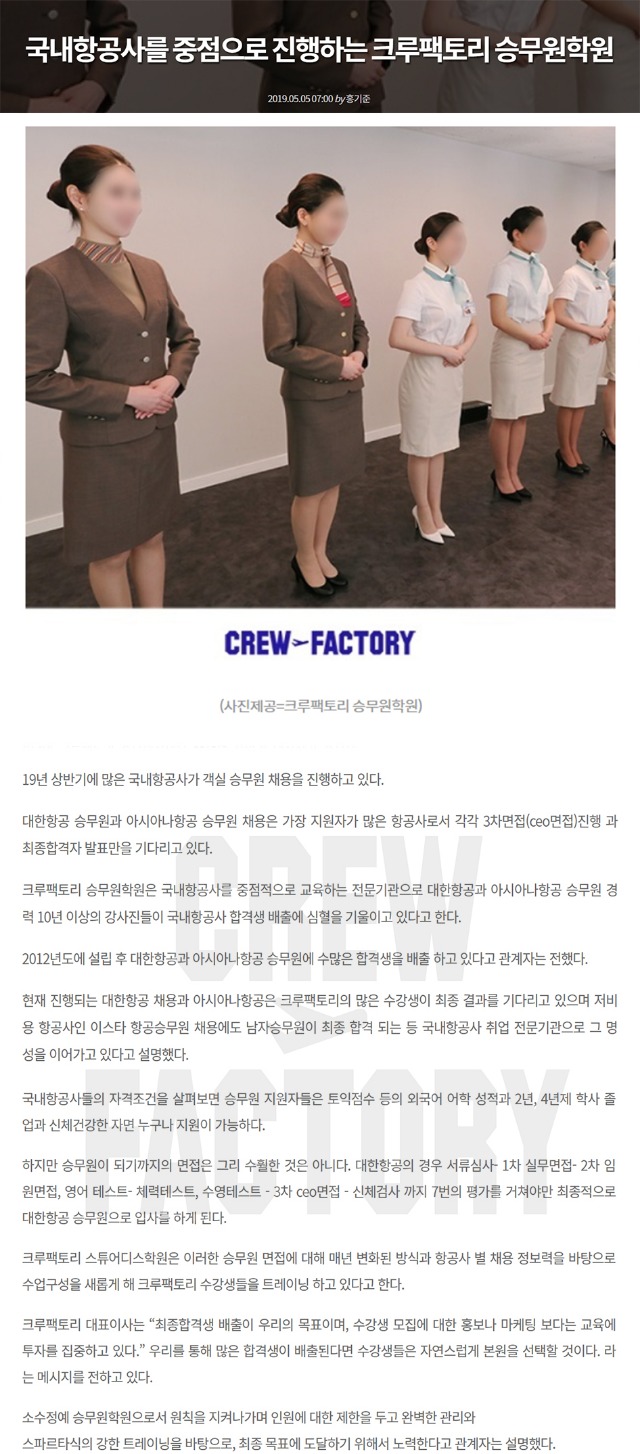 국내항공사를 중점으로 진행하는 크루팩토리 승무원학원
2019.05.05 07:00 by 홍기준
CREW FACTORY
(사진제공=크루팩토리 승무원학원)
19년 상반기에 많은 국내항공사가 객실 승무원 채용을 진행하고 있다.
대한항공 승무원과 아시아나항공 승무원 채용은 가장 지원자가 많은 항공사로서 각각 3차면접(ceo면접)진행 과
최종합격자 발표만을 기다리고 있다.
크루팩토리 승무원학원은 국내항공사를 중점적으로 교육하는 전문기관으로 대한항공과 아시아나항공 승무원 경
력 10년 이상의 강사진들이 국내항공사 합격생 배출에 심혈을 기울이고 있다고 한다.
2012년도에 설립 후 대한항공과 아시아나항공 승무원에 수많은 합격생을 배출 하고 있다고 관계자는 전했다.
현재 진행되는 대한항공 채용과 아시아나항공은 크루팩토리의 많은 수강생이 최종 결과를 기다리고 있으며 저비
용 항공사인 이스타 항공승무원 채용에도 남자승무원이 최종 합격 되는 등 국내항공사 취업 전문기관으로 그 명
성을 이어가고 있다고 설명했다.
국내항공사들의 자격조건을 살펴보면 승무원 지원자들은 토익점수 등의 외국어 어학 성적과 2년, 4년제 학사 졸
업과 신체건강한 자면 누구나 지원이 가능하다.
하지만 승무원이 되기까지의 면접은 그리 수월한 것은 아니다. 대한항공의 경우 서류심사- 1차 실무면접- 2차 임
원면접, 영어 테스트- 체력테스트, 수영테스트 - 3차 ceo면접 - 신체검사 까지 7번의 평가를 거쳐야만 최종적으로
대한항공 승무원으로 입사를 하게 된다.
크루팩토리 스튜어디스학원은 이러한 승무원 면접에 대해 매년 변화된 방식과 항공사 별 채용 정보력을 바탕으로
수업구성을 새롭게 해 크루팩토리 수강생들을 트레이닝 하고 있다고 한다.
크루팩토리 대표이사는 “최종합격생 배출이 우리의 목표이며, 수강생 모집에 대한 홍보나 마케팅 보다는 교육에
투자를 집중하고 있다.” 우리를 통해 많은 합격생이 배출된다면 수강생들은 자연스럽게 본원을 선택할 것이다. 라
는 메시지를 전하고 있다.
소수정예 승무원학원으로서 원칙을 지켜나가며 인원에 대한 제한을 두고 완벽한 관리와
스파르타식의 강한 트레이닝을 바탕으로, 최종 목표에 도달하기 위해서 노력한다고 관계자는 설명했다.
CREW
FACTORY